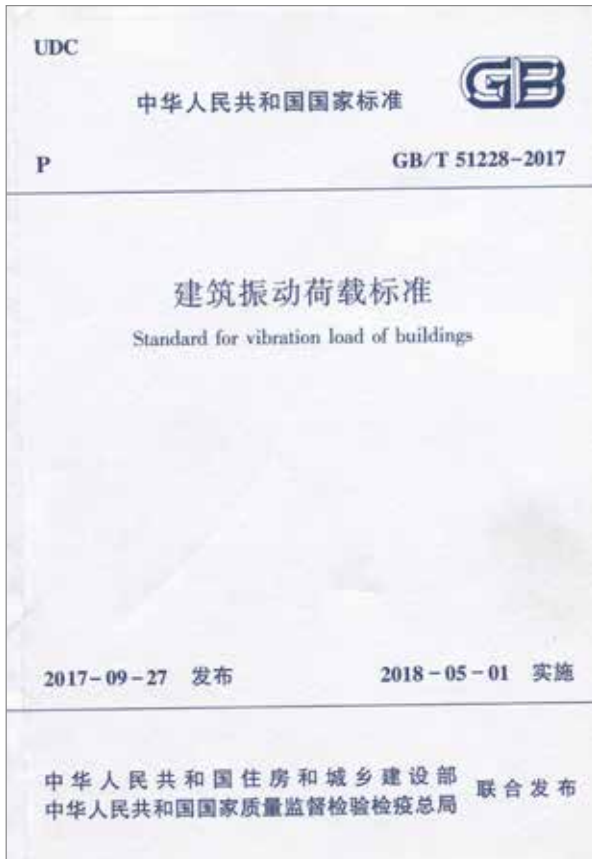 UDC
中华人民共和国国家标准
GB
P
GB/T 51228-2017
建筑振动荷载标准
Standard for vibration load of buildings
2017-09-27 发布
2018-05-01 实施
中华人民共和国住房和城乡建设部
中华人民共和国国家质量监督检验检疫总局
联合发布